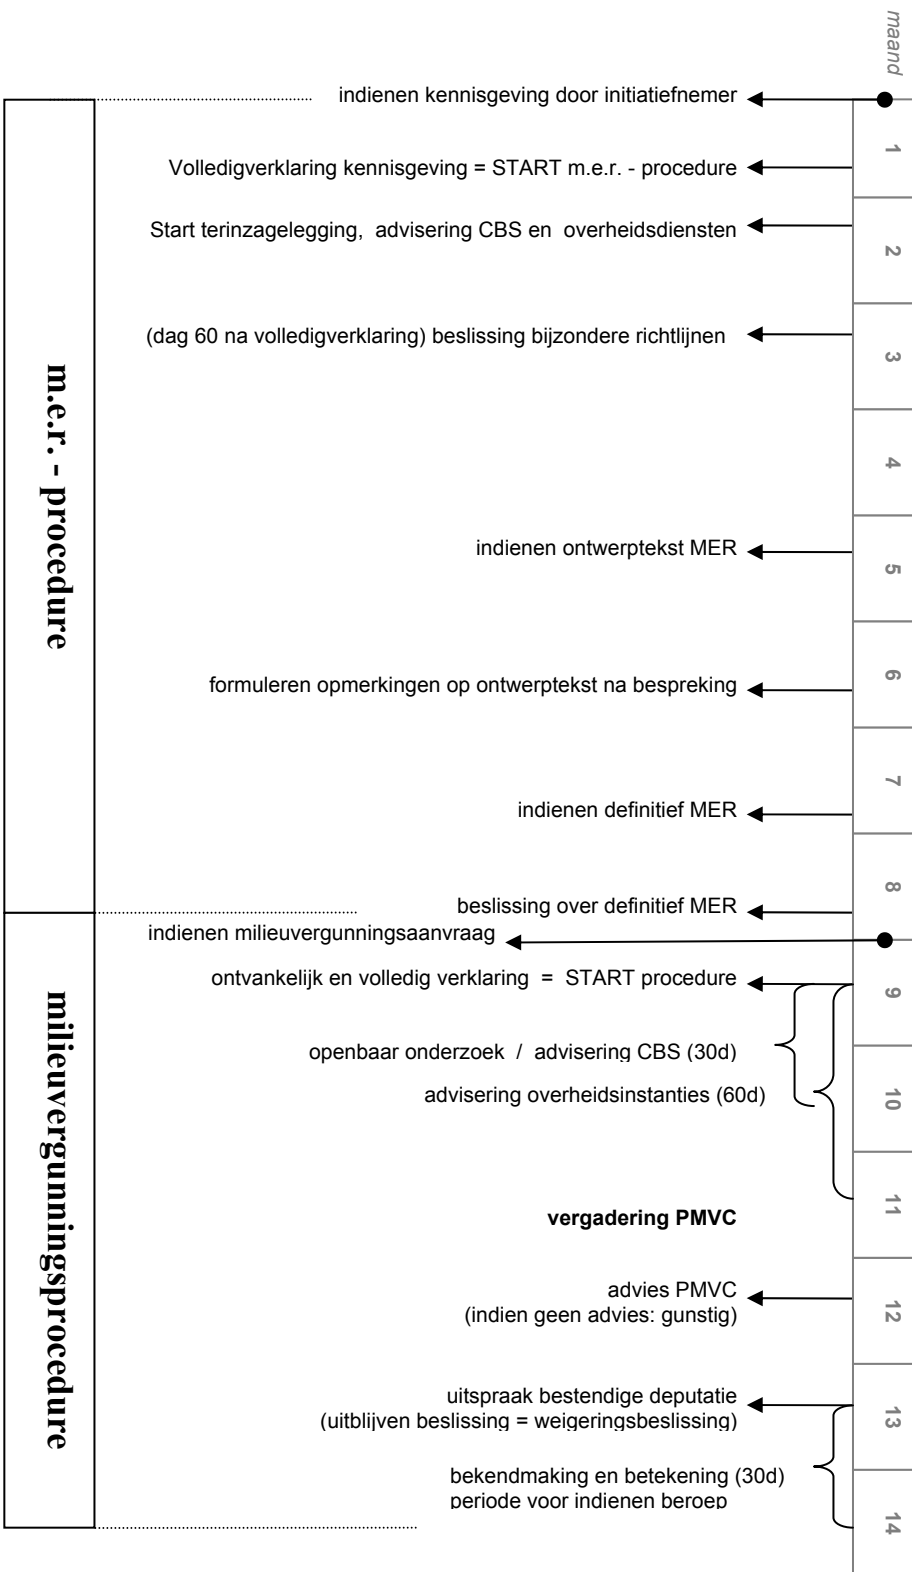 maand
indienen kennisgeving door initiatiefnemer
1
Volledigverklaring kennisgeving = START m.e.r. - procedure
Start terinzagelegging, advisering CBS en overheidsdiensten
2
(dag 60 na volledigverklaring) beslissing bijzondere richtlijnen
3
m.e.r. - procedure
4
indienen ontwerptekst MER
5
formuleren opmerkingen op ontwerptekst na bespreking
6
7
indienen definitief MER
8
beslissing over definitief MER
indienen milieuvergunningsaanvraag
ontvankelijk en volledig verklaring = START procedure
9
openbaar onderzoek / advisering CBS (30d)
advisering overheidsinstanties (60d)
10
milieuvergunningsprocedure
11
vergadering PMVC
advies PMVC
(indien geen advies: gunstig)
12
uitspraak bestendige deputatie
(uitblijven beslissing = weigeringsbeslissing)
13
bekendmaking en betekening (30d)
periode voor indienen beroep
14